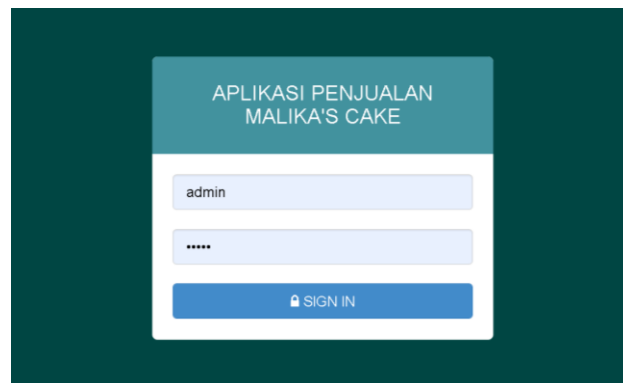 APLIKASI PENJUALAN
MALIKA'S CAKE
admin
•••••
SIGN IN